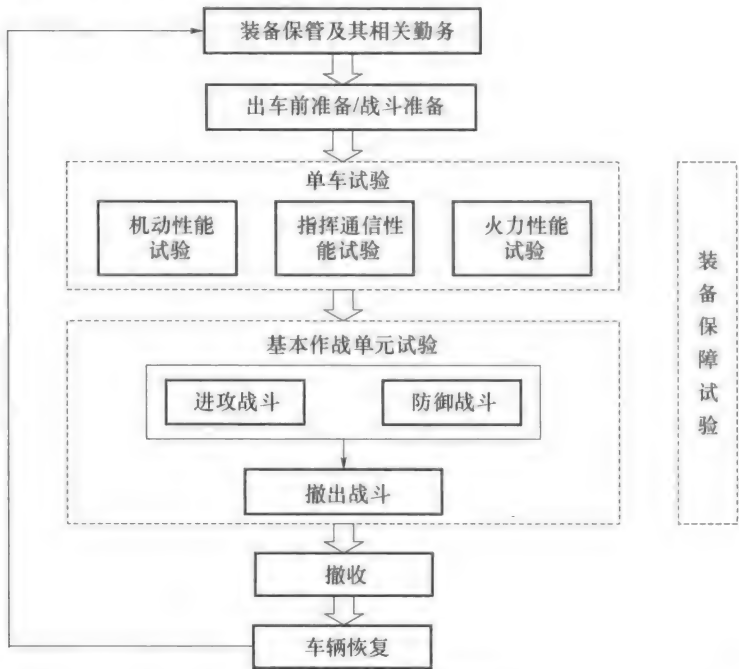 装备保管及其相关勤务
出车前准备/战斗准备
单车试验
机动性能
试验
指挥通信性
能试验
火力性能
试验
基本作战单元试验
进攻战斗
防御战斗
撤出战斗
撤收
车辆恢复
装
备
保
障
试
验